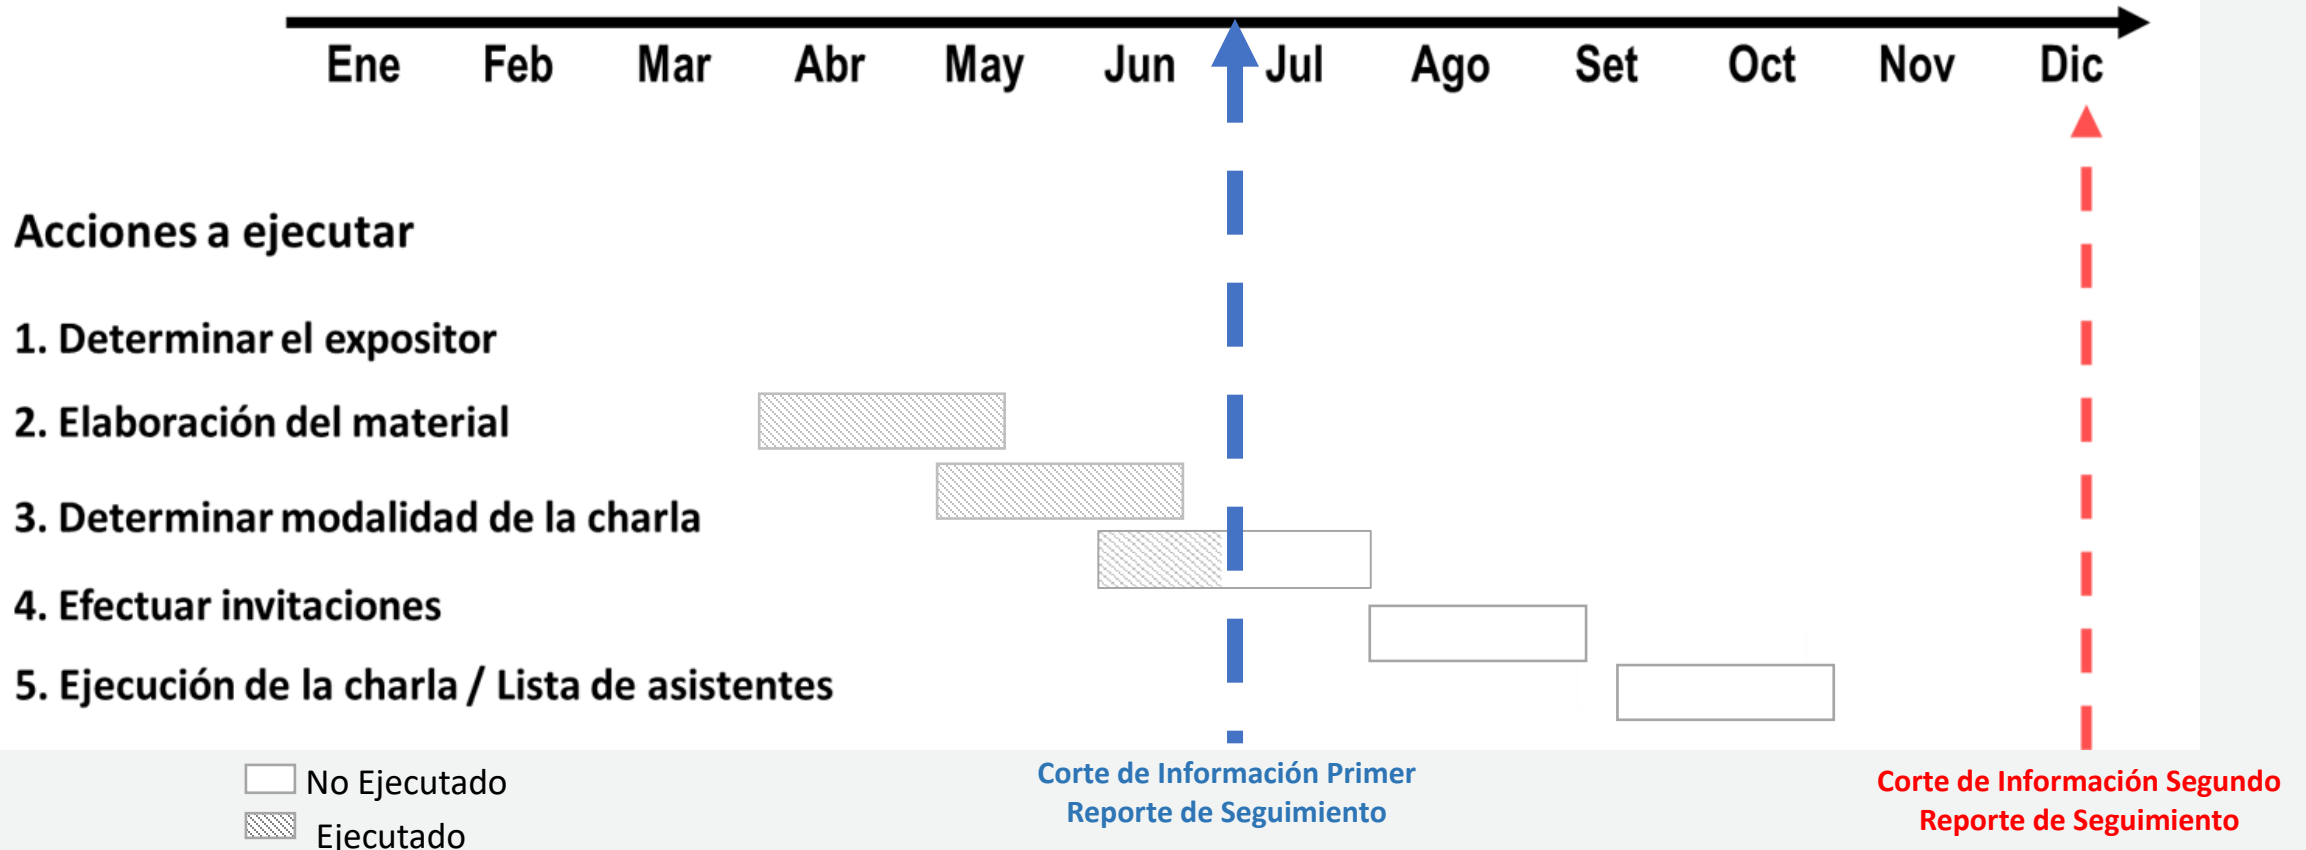 Ene Feb Mar Abr May Jun Jul Ago Set Oct Nov Dic
Acciones a ejecutar
1. Determinar el expositor
2. Elaboración del material
3. Determinar modalidad de la charla
4. Efectuar invitaciones
5. Ejecución de la charla / Lista de asistentes
No Ejecutado
Ejecutado
Corte de Información Primer
Reporte de Seguimiento
Corte de Información Segundo
Reporte de Seguimiento